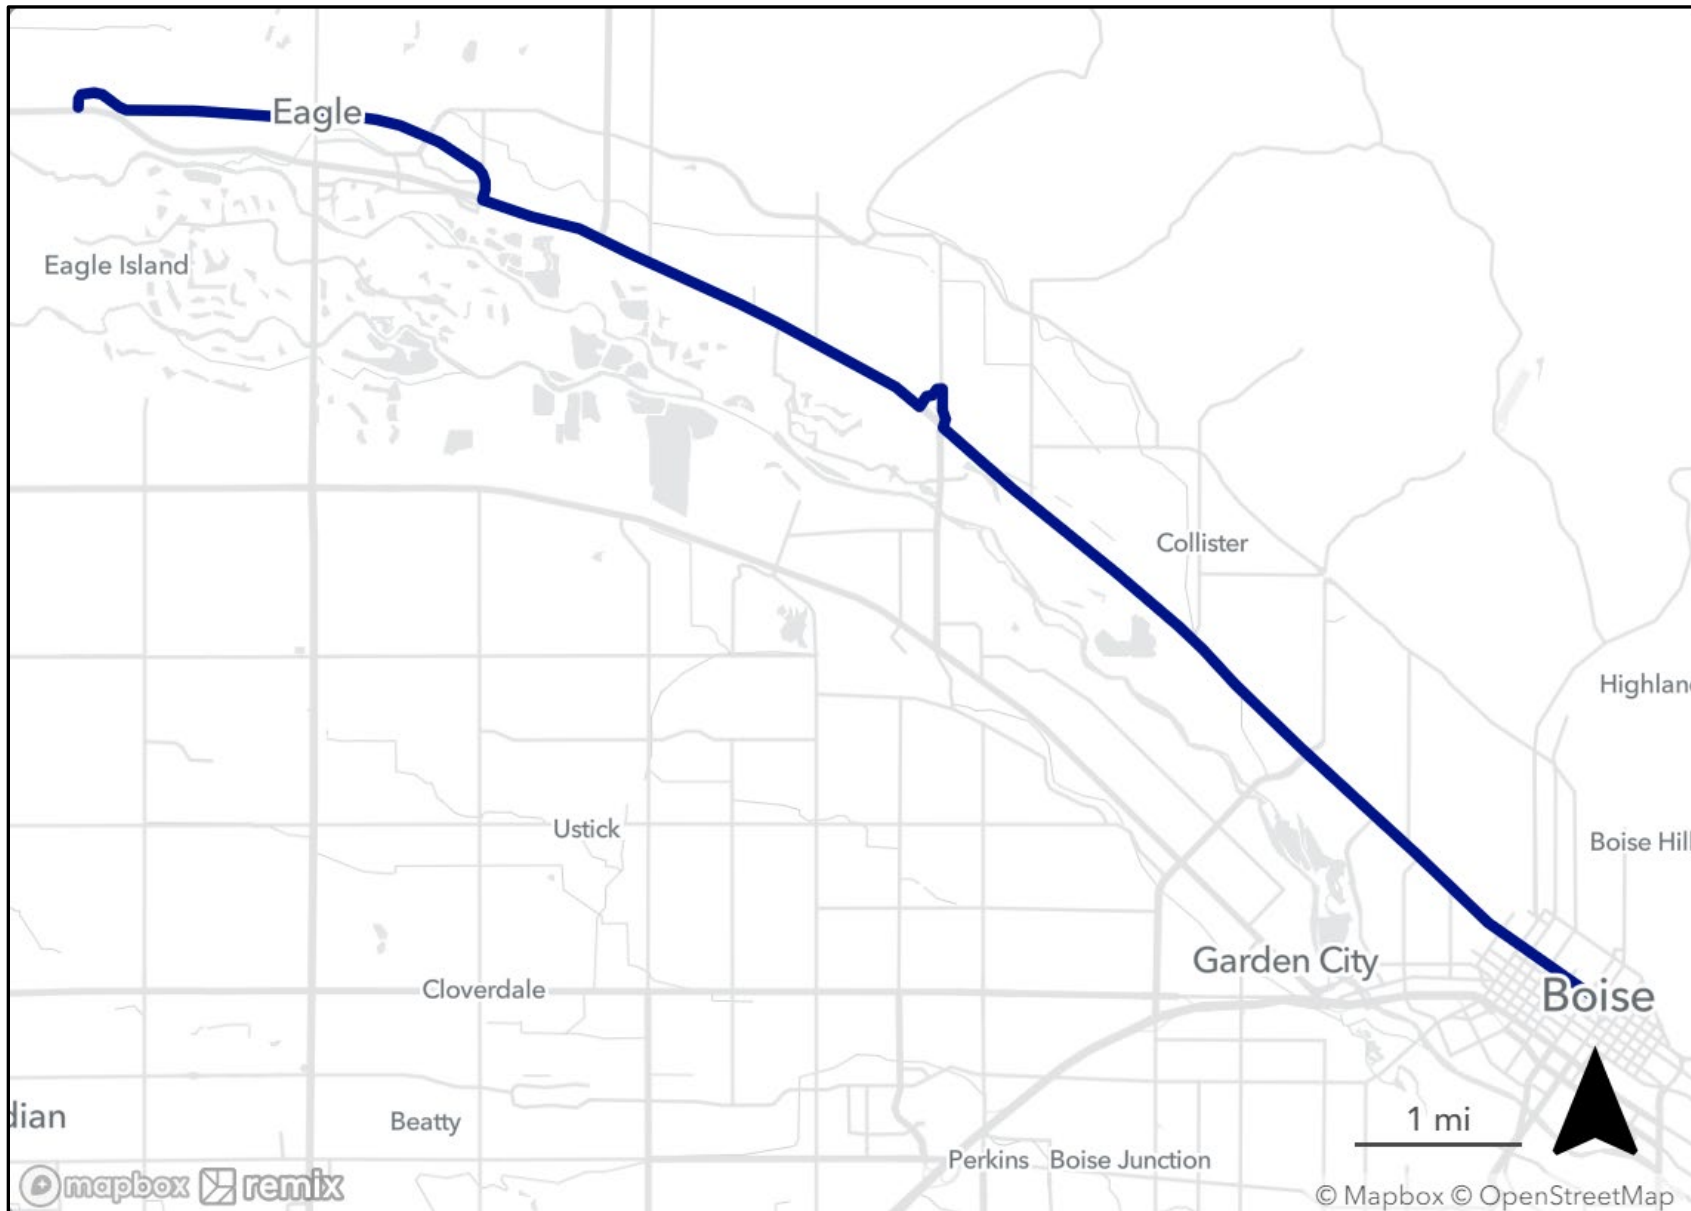 Eagle
Eagle Island
Collister
Highlan
Ustick
Boise Hill
Garden City
Cloverdale
Boise
dian
Beatty
1 mi
Perkins
Boise Junction
mapbox remix
© Mapbox © OpenStreetMap